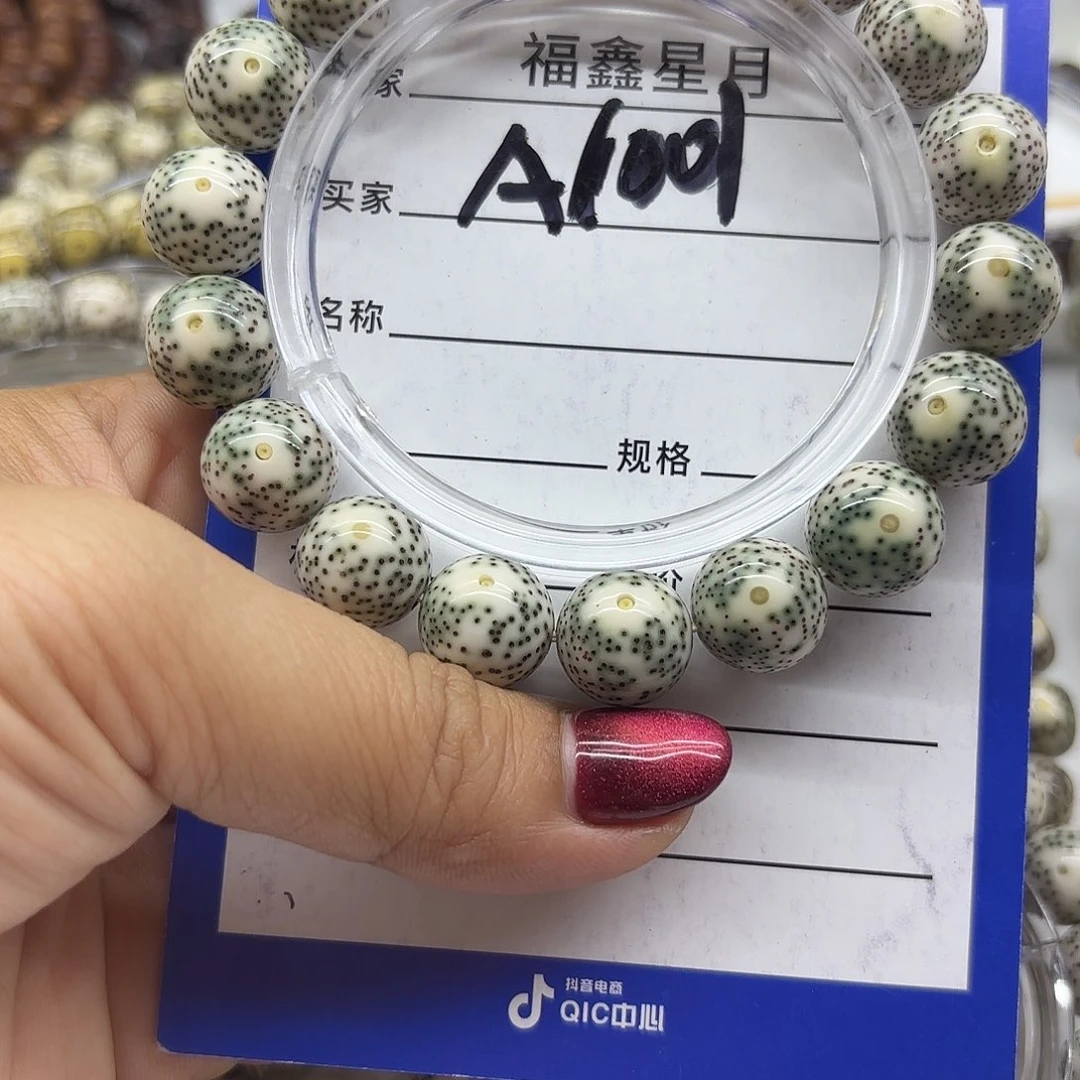 家 福鑫星月
A1001
买家
名称
规格
价
抖音电商
QIC中心